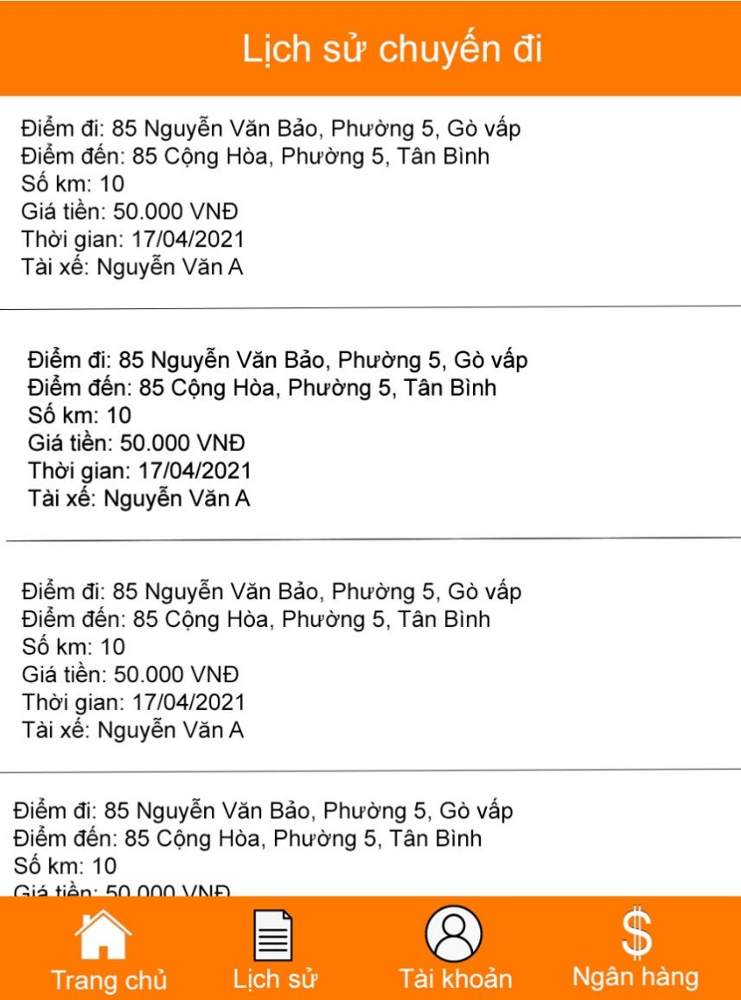 Lịch sử chuyến đi
Điểm đi: 85 Nguyễn Văn Bảo, Phường 5, Gò vấp
Điểm đến: 85 Cộng Hòa, Phường 5, Tân Bình
Số km: 10
Giá tiền: 50.000 VNĐ
Thời gian: 17/04/2021
Tài xế: Nguyễn Văn A
Điểm đi: 85 Nguyễn Văn Bảo, Phường 5, Gò vấp
Điểm đến: 85 Cộng Hòa, Phường 5, Tân Bình
Số km: 10
Giá tiền: 50.000 VNĐ
Thời gian: 17/04/2021
Tài xế: Nguyễn Văn A
Điểm đi: 85 Nguyễn Văn Bảo, Phường 5, Gò vấp
Điểm đến: 85 Cộng Hòa, Phường 5, Tân Bình
Số km: 10
Giá tiền: 50.000 VNĐ
Thời gian: 17/04/2021
Tài xế: Nguyễn Văn A
Điểm đi: 85 Nguyễn Văn Bảo, Phường 5, Gò vấp
Điểm đến: 85 Cộng Hòa, Phường 5, Tân Bình
Số km: 10
Giá tiền: 50.000 VNĐ
Trang chủ Lịch sử Tài khoản Ngân hàng